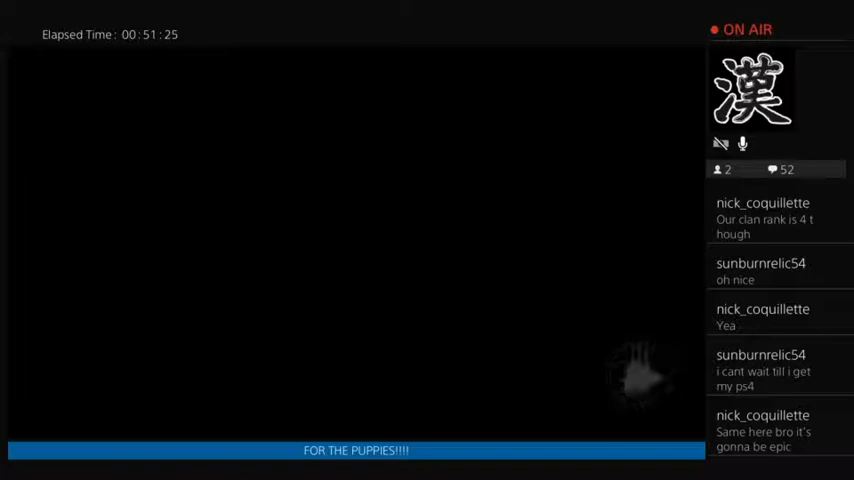 Elapsed Time: 00:51:25
ON AIR
漢
2 52
nick_coquillette
Our clan rank is 4 t
hough
sunburnrelic54
oh nice
nick_coquillette
Yea
sunburnrelic54
i cant wait till i get
my ps4
nick_coquillette
Same here bro it's
gonna be epic
FOR THE PUPPIES!!!!